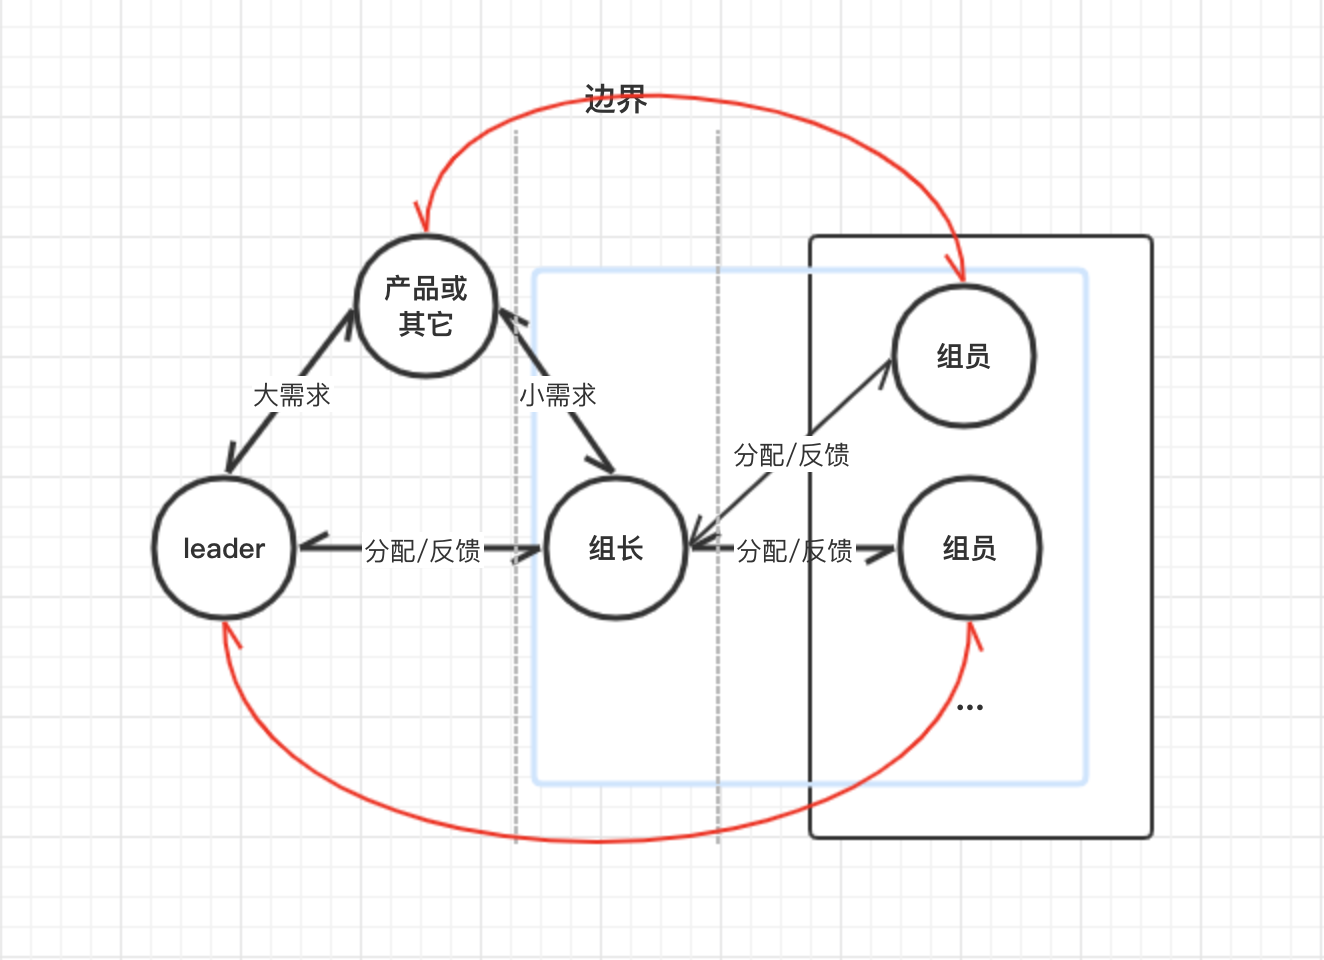 边界
产品或
其它
组员
大需求
小需求
分配/反馈
leader
分配/反馈
组长
分配/反馈
组员
...